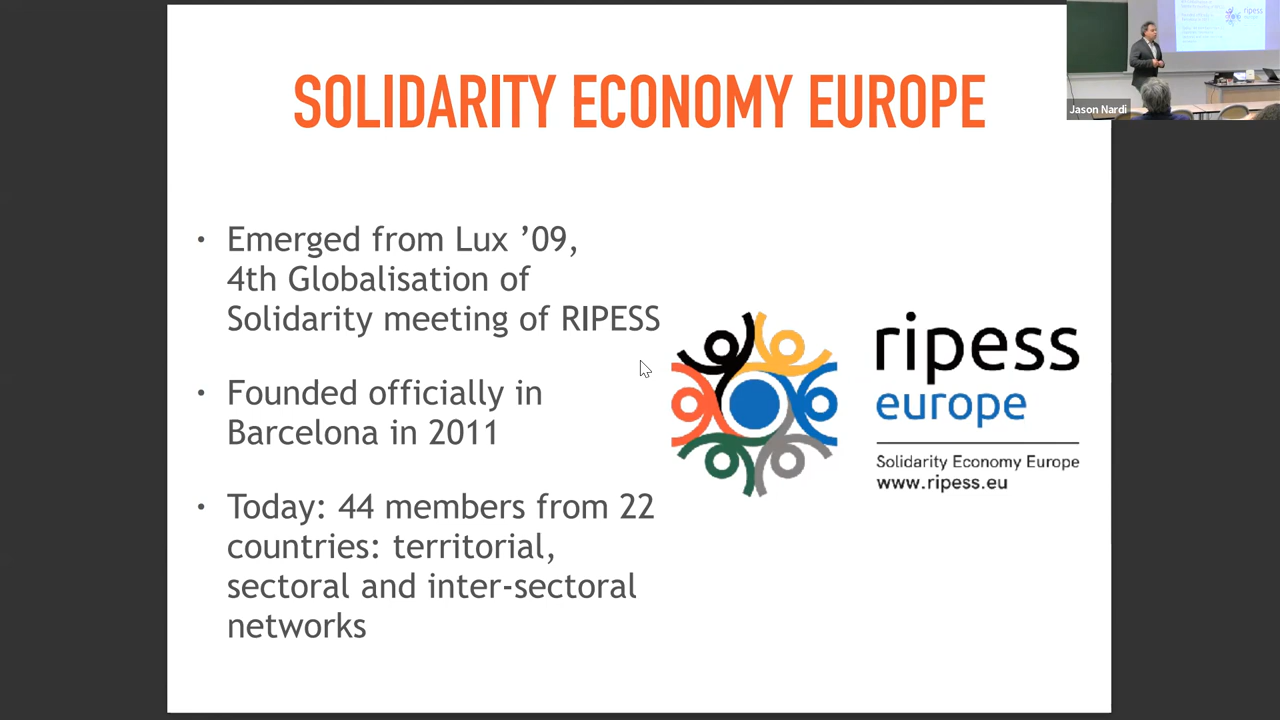 SOLIDARITY ECONOMY EUROPE
• Emerged from Lux ’09,
4th Globalisation of
Solidarity meeting of RIPESS
• Founded officially in
Barcelona in 2011
• Today: 44 members from 22
countries: territorial,
sectoral and inter-sectoral
networks
ripess
europe
Solidarity Economy Europe
www.ripess.eu
Jason Nardi
ripess
europe